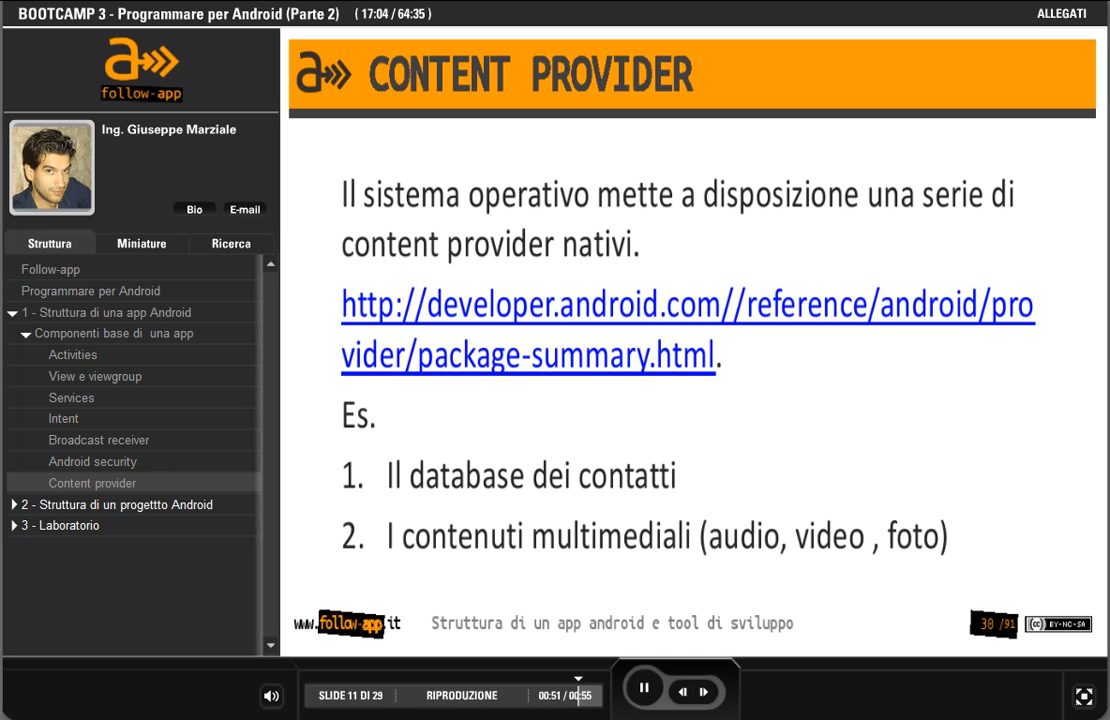 BOOTCAMP 3 - Programmare per Android (Parte 2) ( 17:04 / 64:35 )
ALLEGATI
a
follow-app
Ing. Giuseppe Marziale
Bio
E-mail
Struttura
Miniature
Ricerca
Follow-app
Programmare per Android
1 - Struttura di una app Android
Componenti base di una app
Activities
View e viewgroup
Services
Intent
Broadcast receiver
Android security
Content provider
2 - Struttura di un progettto Android
3 - Laboratorio
a CONTENT PROVIDER
Il sistema operativo mette a disposizione una serie di
content provider nativi.
http://developer.android.com//reference/android/pro
vider/package-summary.html.
Es.
1. Il database dei contatti
2. I contenuti multimediali (audio, video , foto)
www.follow-app.it
Struttura di un app android e tool di sviluppo
30 /91
(cc) BY-NC-SA
SLIDE 11 DI 29
RIPRODUZIONE
00:51 / 00:55